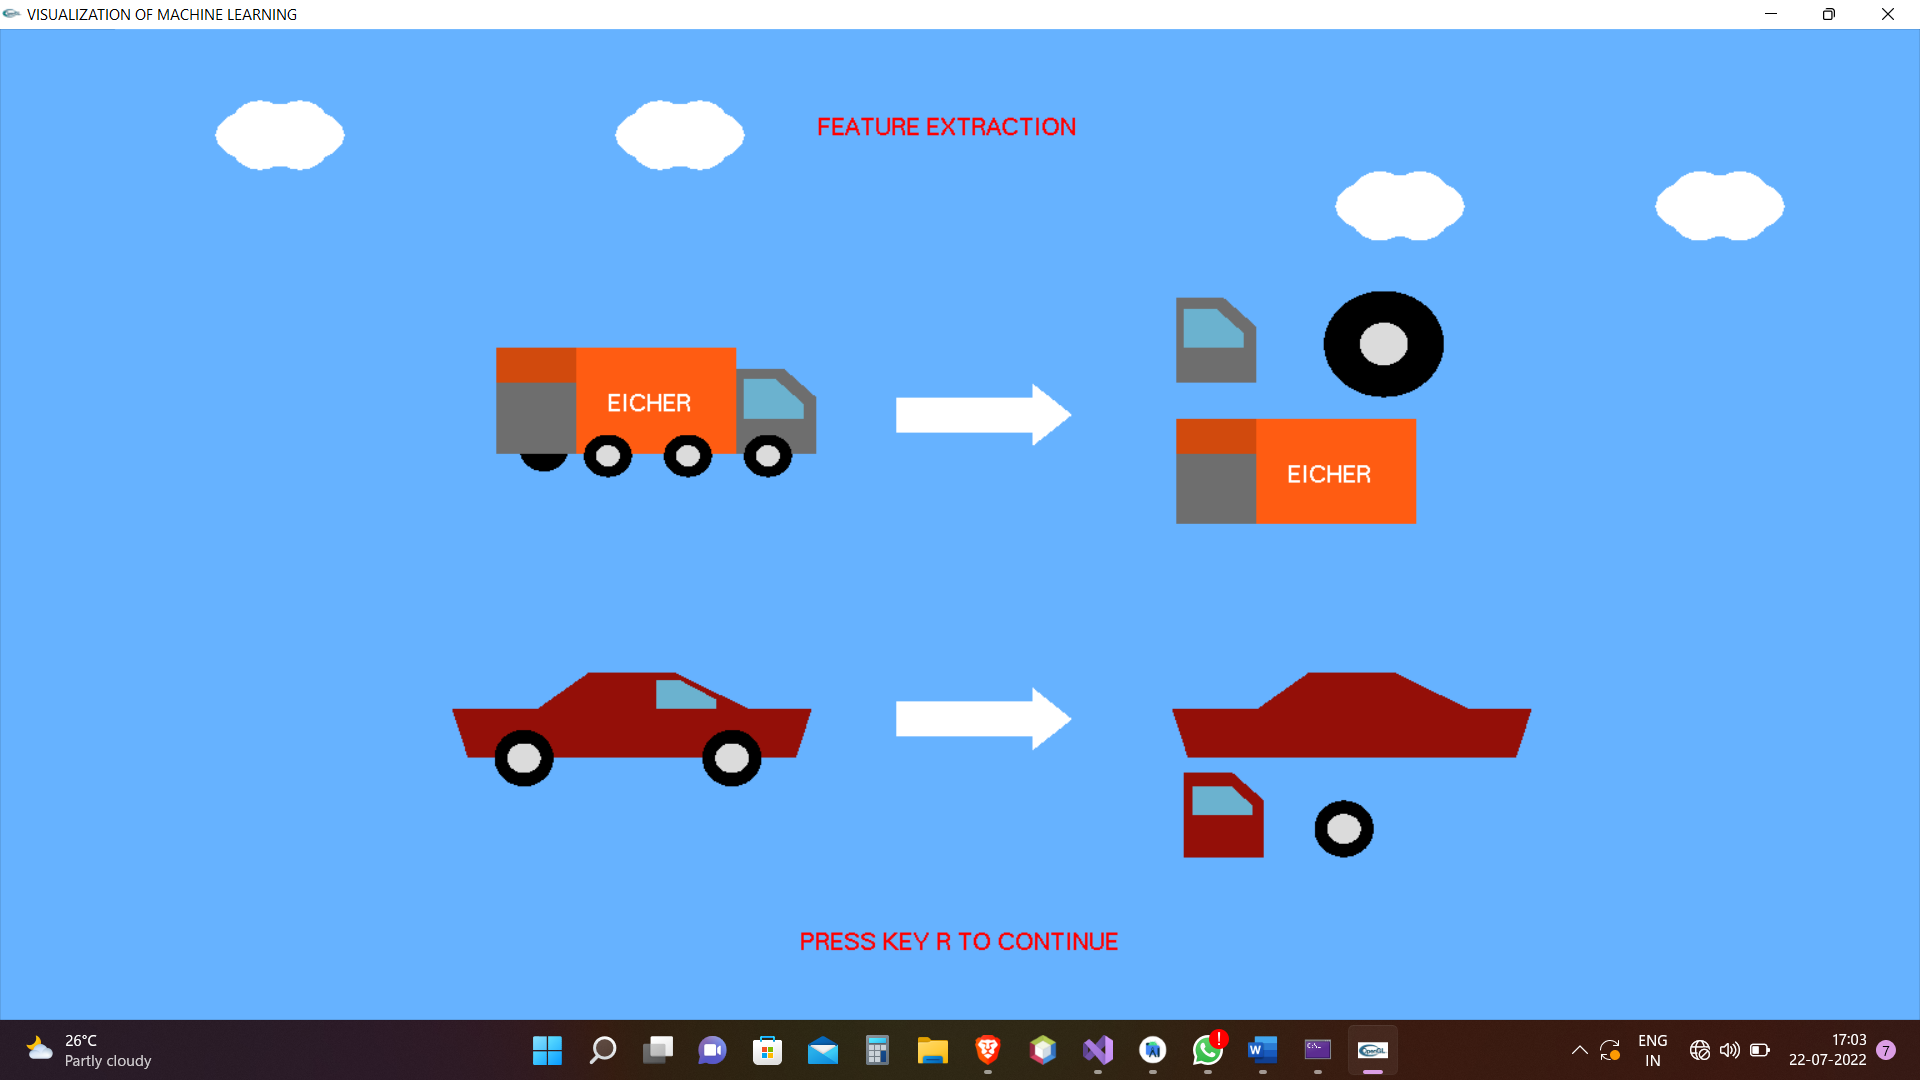 VISUALIZATION OF MACHINE LEARNING
FEATURE EXTRACTION
EICHER
EICHER
PRESS KEY R TO CONTINUE
26°C
Partly cloudy
W
C:\_
OpenGL
ENG
IN
17:03
22-07-2022
7